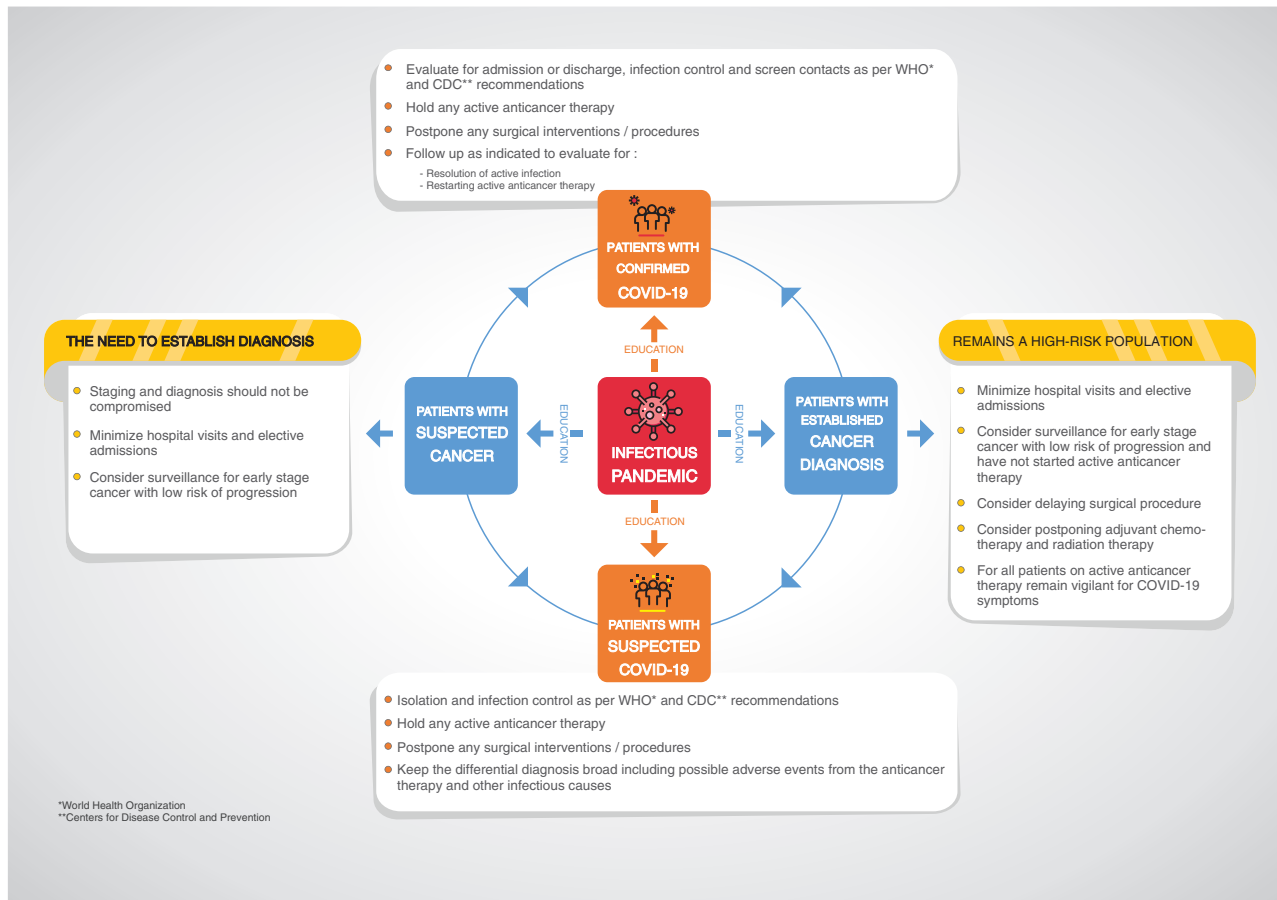 Evaluate for admission or discharge, infection control and screen contacts as per WHO*
and CDC** recommendations
Hold any active anticancer therapy
Postpone any surgical interventions / procedures
Follow up as indicated to evaluate for :
- Resolution of active infection
- Restarting active anticancer therapy
PATIENTS WITH
CONFIRMED
COVID-19
EDUCATION
THE NEED TO ESTABLISH DIAGNOSIS
Staging and diagnosis should not be
compromised
Minimize hospital visits and elective
admissions
Consider surveillance for early stage
cancer with low risk of progression
PATIENTS WITH
SUSPECTED
CANCER
EDUCATION
INFECTIOUS
PANDEMIC
EDUCATION
PATIENTS WITH
ESTABLISHED
CANCER
DIAGNOSIS
REMAINS A HIGH-RISK POPULATION
Minimize hospital visits and elective
admissions
Consider surveillance for early stage
cancer with low risk of progression and
have not started active anticancer
therapy
Consider delaying surgical procedure
Consider postponing adjuvant chemo-
therapy and radiation therapy
For all patients on active anticancer
therapy remain vigilant for COVID-19
symptoms
EDUCATION
PATIENTS WITH
SUSPECTED
COVID-19
Isolation and infection control as per WHO* and CDC** recommendations
Hold any active anticancer therapy
Postpone any surgical interventions / procedures
Keep the differential diagnosis broad including possible adverse events from the anticancer
therapy and other infectious causes
*World Health Organization
**Centers for Disease Control and Prevention